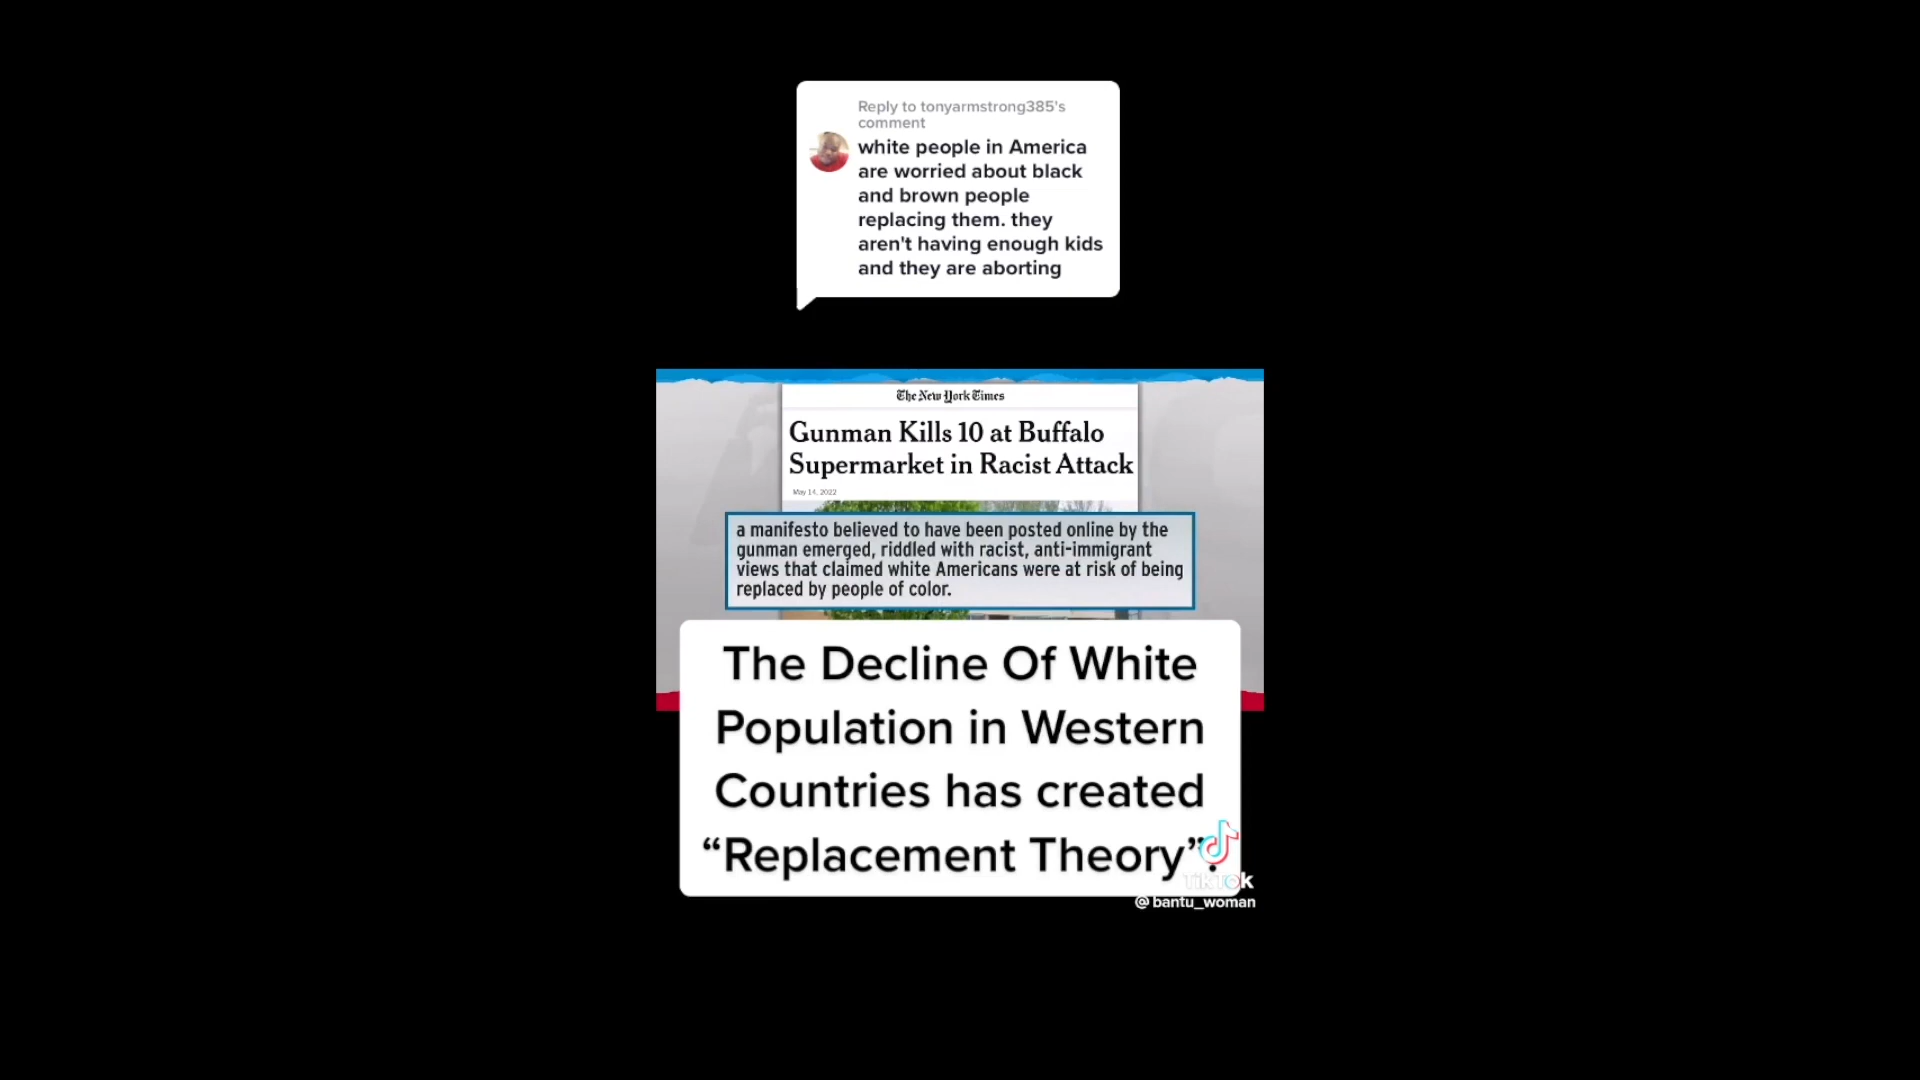 Reply to tonyarmstrong385's
comment
white people in America
are worried about black
and brown people
replacing them. they
aren't having enough kids
and they are aborting
The New York Times
Gunman Kills 10 at Buffalo
Supermarket in Racist Attack
May 14, 2022
a manifesto believed to have been posted online by the
gunman emerged, riddled with racist, anti-immigrant
views that claimed white Americans were at risk of being
replaced by people of color.
The Decline Of White
Population in Western
Countries has created
“Replacement Theory”.
TikTok
@bantu_woman